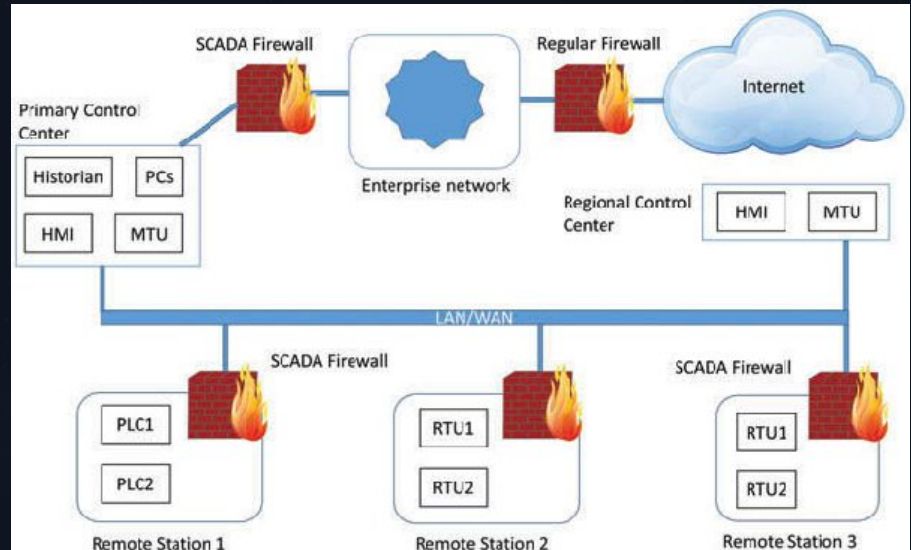 SCADA Firewall
Regular Firewall
Internet
Primary Control
Center
Historian
PCs
HMI
MTU
Enterprise network
Regional Control
Center
HMI
MTU
LAN/WAN
SCADA Firewall
SCADA Firewall
PLC1
PLC2
RTU1
RTU2
RTU1
RTU2
Remote Station 1
Remote Station 2
Remote Station 3